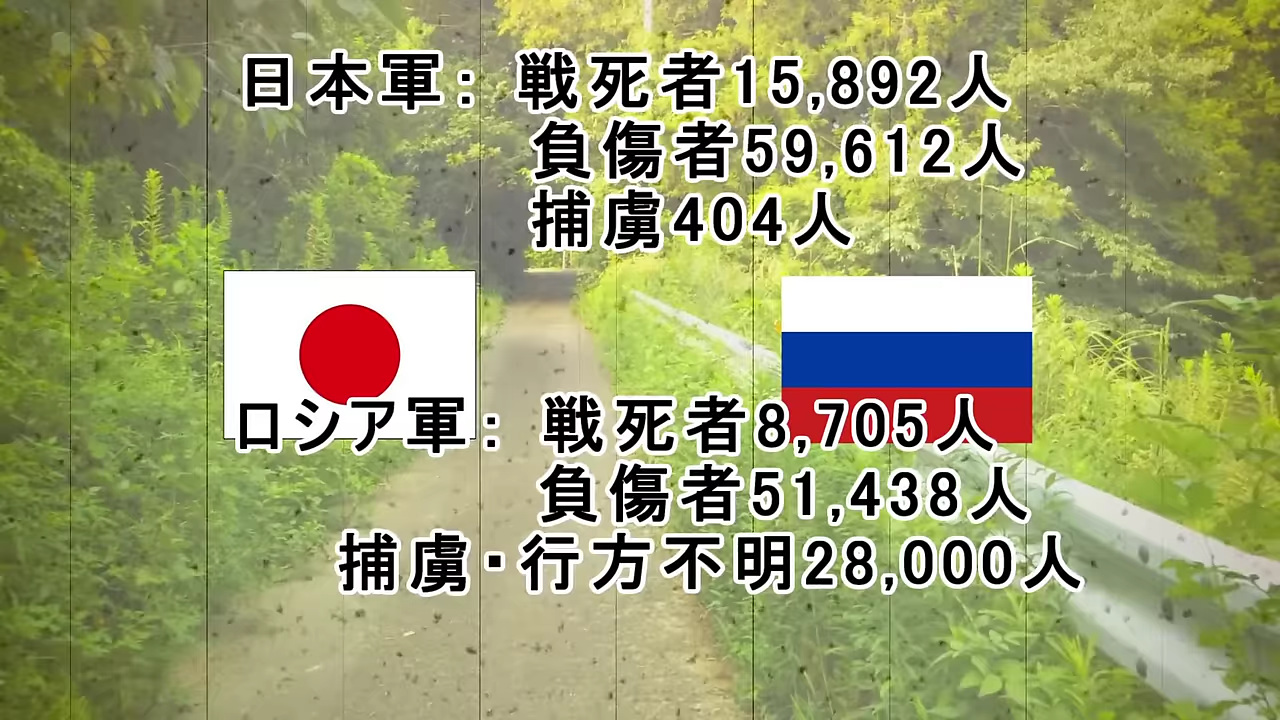 日本軍： 戦死者15,892人
負傷者59,612人
捕虜404人
ロシア軍： 戦死者8,705人
負傷者51,438人
捕虜・行方不明28,000人